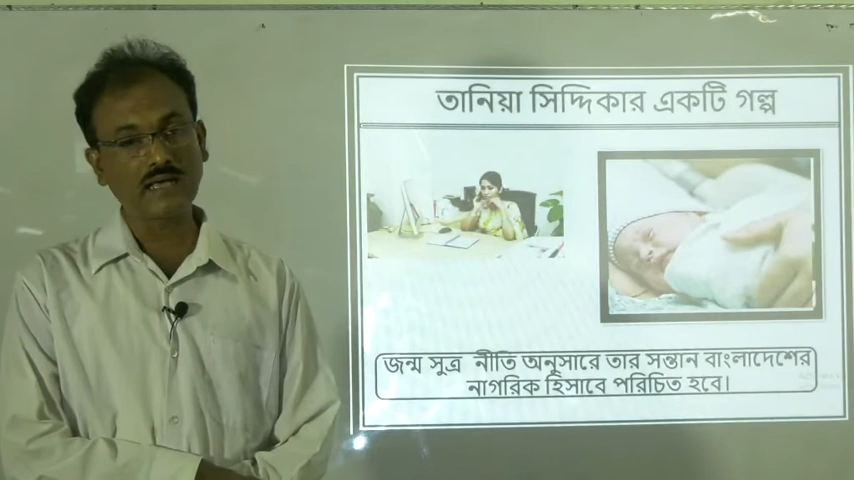 তানিয়া সিদ্দিকার একটি গল্প
জন্ম সুত্র নীতি অনুসারে তার সন্তান বাংলাদেশের
নাগরিক হিসাবে পরিচিত হবে।